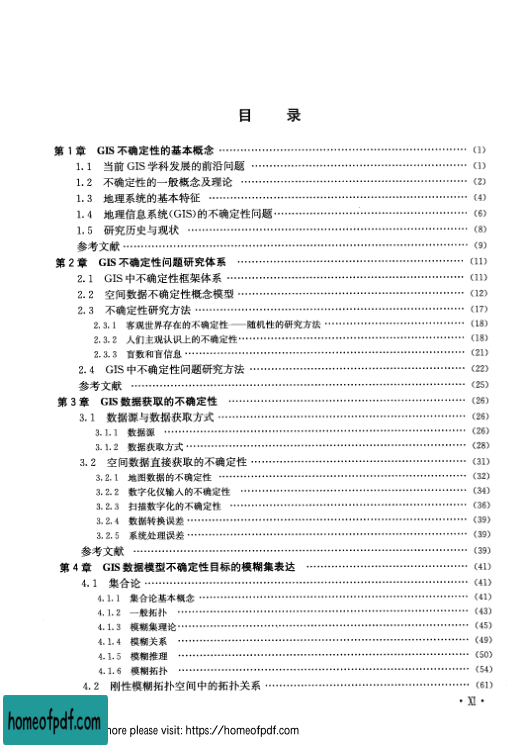 目 录
第1章 GIS不确定性的基本概念 ……………………………… (1)
1.1 当前GIS学科发展的前沿问题 ……………………………… (1)
1.2 不确定性的一般概念及理论 ……………………………… (2)
1.3 地理系统的基本特征 ……………………………… (4)
1.4 地理信息系统(GIS)的不确定性问题 ……………………………… (6)
1.5 研究历史与现状 ……………………………… (8)
参考文献 ……………………………… (9)
第2章 GIS不确定性问题研究体系 ……………………………… (11)
2.1 GIS中不确定性框架体系 ……………………………… (11)
2.2 空间数据不确定性概念模型 ……………………………… (12)
2.3 不确定性研究方法 ……………………………… (17)
2.3.1 客观世界存在的不确定性——随机性的研究方法 ……………………………… (18)
2.3.2 人们主观认识上的不确定性 ……………………………… (18)
2.3.3 盲数和盲信息 ……………………………… (21)
2.4 GIS中不确定性问题研究方法 ……………………………… (22)
参考文献 ……………………………… (25)
第3章 GIS数据获取的不确定性 ……………………………… (26)
3.1 数据源与数据获取方式 ……………………………… (26)
3.1.1 数据源 ……………………………… (26)
3.1.2 数据获取方式 ……………………………… (28)
3.2 空间数据直接获取的不确定性 ……………………………… (31)
3.2.1 地图数据的不确定性 ……………………………… (32)
3.2.2 数字化仪输入的不确定性 ……………………………… (34)
3.2.3 扫描数字化的不确定性 ……………………………… (36)
3.2.4 数据转换误差 ……………………………… (39)
3.2.5 系统处理误差 ……………………………… (39)
参考文献 ……………………………… (39)
第4章 GIS数据模型不确定性目标的模糊集表达 ……………………………… (41)
4.1 集合论 ……………………………… (41)
4.1.1 集合论基本概念 ……………………………… (41)
4.1.2 一般拓扑 ……………………………… (43)
4.1.3 模糊集理论 ……………………………… (45)
4.1.4 模糊关系 ……………………………… (49)
4.1.5 模糊推理 ……………………………… (50)
4.1.6 模糊拓扑 ……………………………… (54)
4.2 刚性模糊拓扑空间中的拓扑关系 ……………………………… (61)
· XI ·
homeofpdf.com
more please visit: https://homeofpdf.com